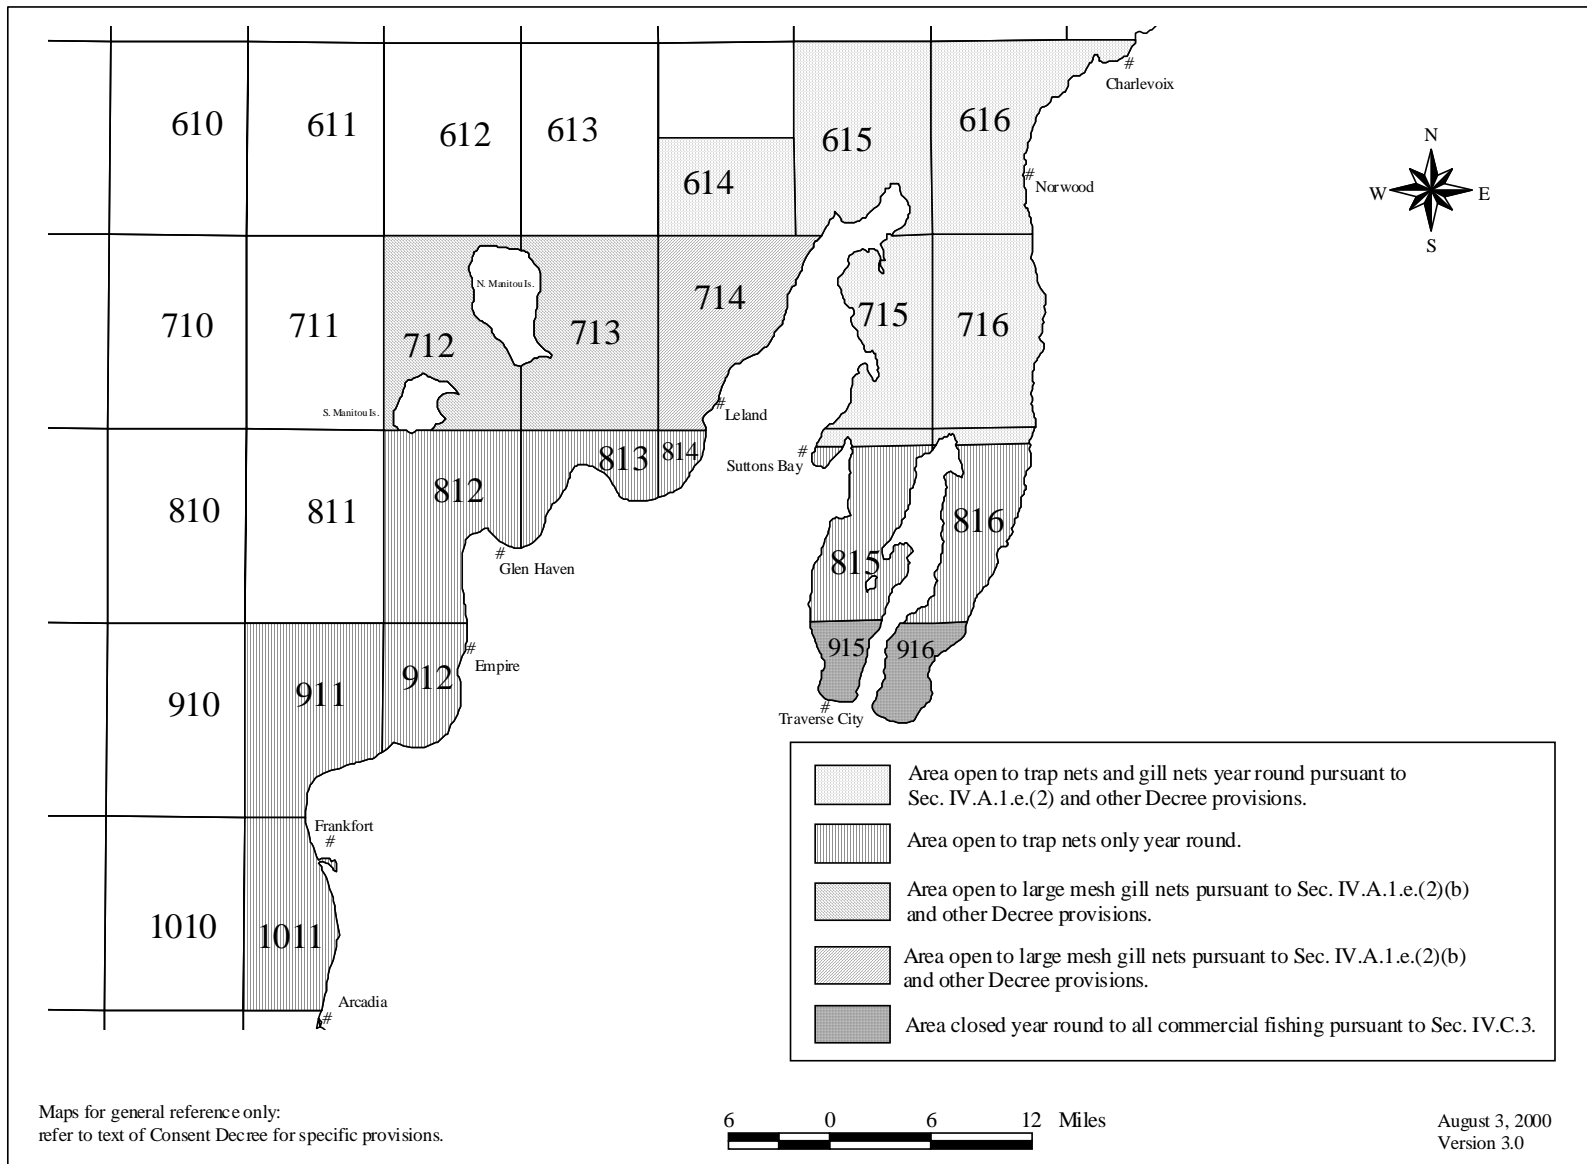 Charlevoix
610
611
612
613
615
616
614
Norwood
N
W
E
S
N. Manitou Is.
710
711
712
713
714
715
716
S. Manitou Is.
#
Leland
#
Suttons Bay
810
811
812
813
814
815
816
#
Glen Haven
910
911
912
#
Empire
915
916
#
Traverse City
Frankfort
#
1010
1011
Arcadia
#
#
#
Area open to trap nets and gill nets year round pursuant to
Sec. IV.A.1.e.(2) and other Decree provisions.
Area open to trap nets only year round.
Area open to large mesh gill nets pursuant to Sec. IV.A.1.e.(2)(b)
and other Decree provisions.
Area open to large mesh gill nets pursuant to Sec. IV.A.1.e.(2)(b)
and other Decree provisions.
Area closed year round to all commercial fishing pursuant to Sec. IV.C.3.
Maps for general reference only:
refer to text of Consent Decree for specific provisions.
6 0 6 12 Miles
August 3, 2000
Version 3.0